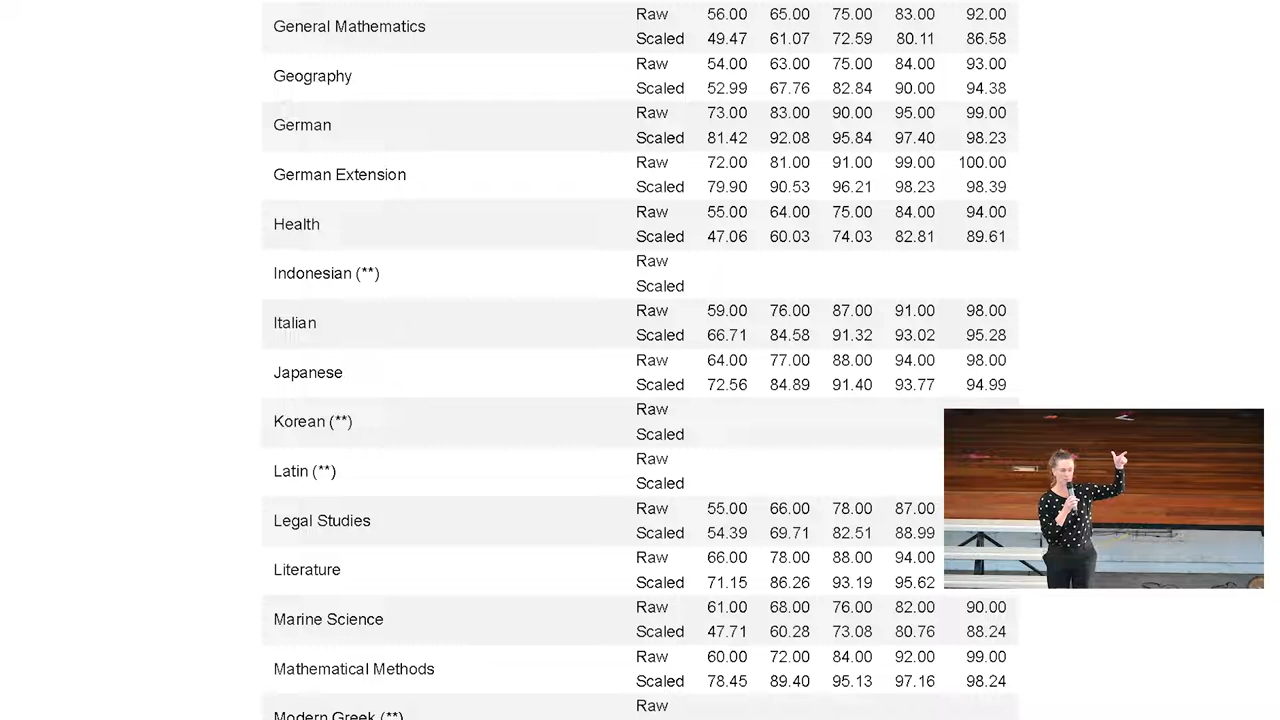 General Mathematics
Raw 56.00 65.00 75.00 83.00 92.00
Scaled 49.47 61.07 72.59 80.11 86.58
Geography
Raw 54.00 63.00 75.00 84.00 93.00
Scaled 52.99 67.76 82.84 90.00 94.38
German
Raw 73.00 83.00 90.00 95.00 99.00
Scaled 81.42 92.08 95.84 97.40 98.23
German Extension
Raw 72.00 81.00 91.00 99.00 100.00
Scaled 79.90 90.53 96.21 98.23 98.39
Health
Raw 55.00 64.00 75.00 84.00 94.00
Scaled 47.06 60.03 74.03 82.81 89.61
Indonesian (**)
Raw
Scaled
Italian
Raw 59.00 76.00 87.00 91.00 98.00
Scaled 66.71 84.58 91.32 93.02 95.28
Japanese
Raw 64.00 77.00 88.00 94.00 98.00
Scaled 72.56 84.89 91.40 93.77 94.99
Korean (**)
Raw
Scaled
Latin (**)
Raw
Scaled
Legal Studies
Raw 55.00 66.00 78.00 87.00
Scaled 54.39 69.71 82.51 88.99
Literature
Raw 66.00 78.00 88.00 94.00
Scaled 71.15 86.26 93.19 95.62
Marine Science
Raw 61.00 68.00 76.00 82.00 90.00
Scaled 47.71 60.28 73.08 80.76 88.24
Mathematical Methods
Raw 60.00 72.00 84.00 92.00 99.00
Scaled 78.45 89.40 95.13 97.16 98.24
Modern Greek (**)
Raw